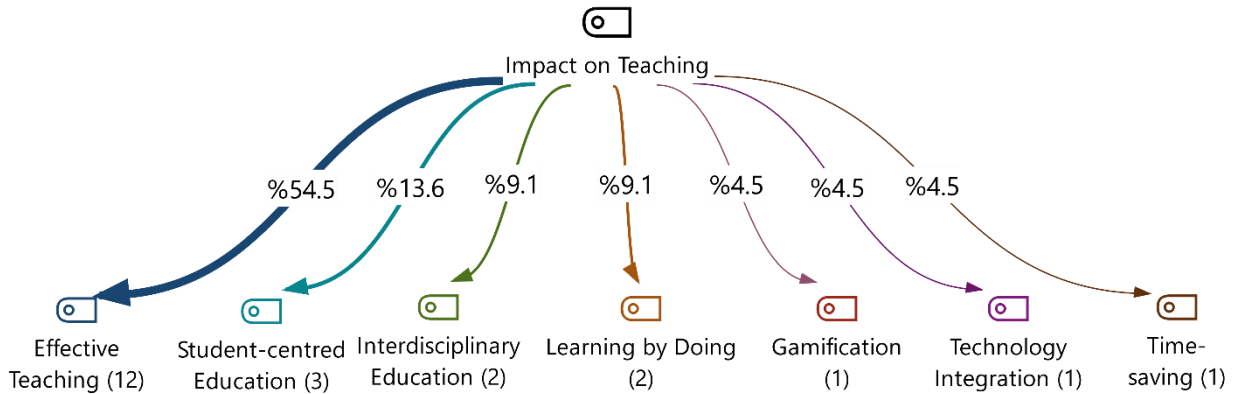 Impact on Teaching
%54.5
%13.6
%9.1
%9.1
%4.5
%4.5
%4.5
Effective
Teaching (12)
Student-centred
Education (3)
Interdisciplinary
Education (2)
Learning by Doing
(2)
Gamification
(1)
Technology
Integration (1)
Time-
saving (1)